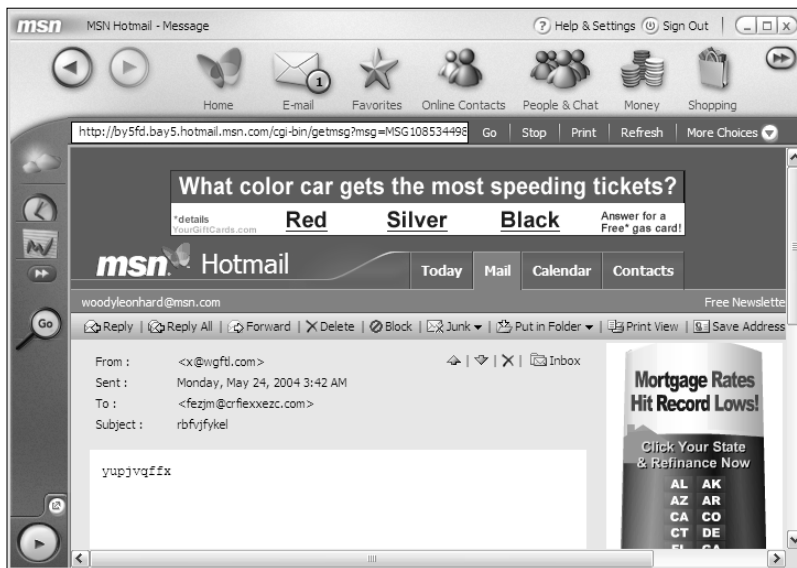 msn MSN Hotmail - Message ? Help & Settings Sign Out
1
Home E-mail Favorites Online Contacts People & Chat Money Shopping
http://by5fd.bay5.hotmail.msn.com/cgi-bin/getmsg?msg=MSG108534498 Go Stop Print Refresh More Choices
What color car gets the most speeding tickets?
*details
YourGiftCards.com
Red Silver Black
Answer for a
Free* gas card!
msn Hotmail Today Mail Calendar Contacts
woodyleonhard@msn.com Free Newslette
Reply | Reply All | Forward | Delete | Block | Junk | Put in Folder | Print View | Save Address
Go
From : <x@wgftl.com> | | | Inbox
Sent : Monday, May 24, 2004 3:42 AM
To : <fezjm@crflexxezc.com>
Subject : rbfvjfykel
yupjvqffx
Mortgage Rates
Hit Record Lows!
Click Your State
& Refinance Now
AL AK
AZ AR
CA CO
CT DE
FL GA